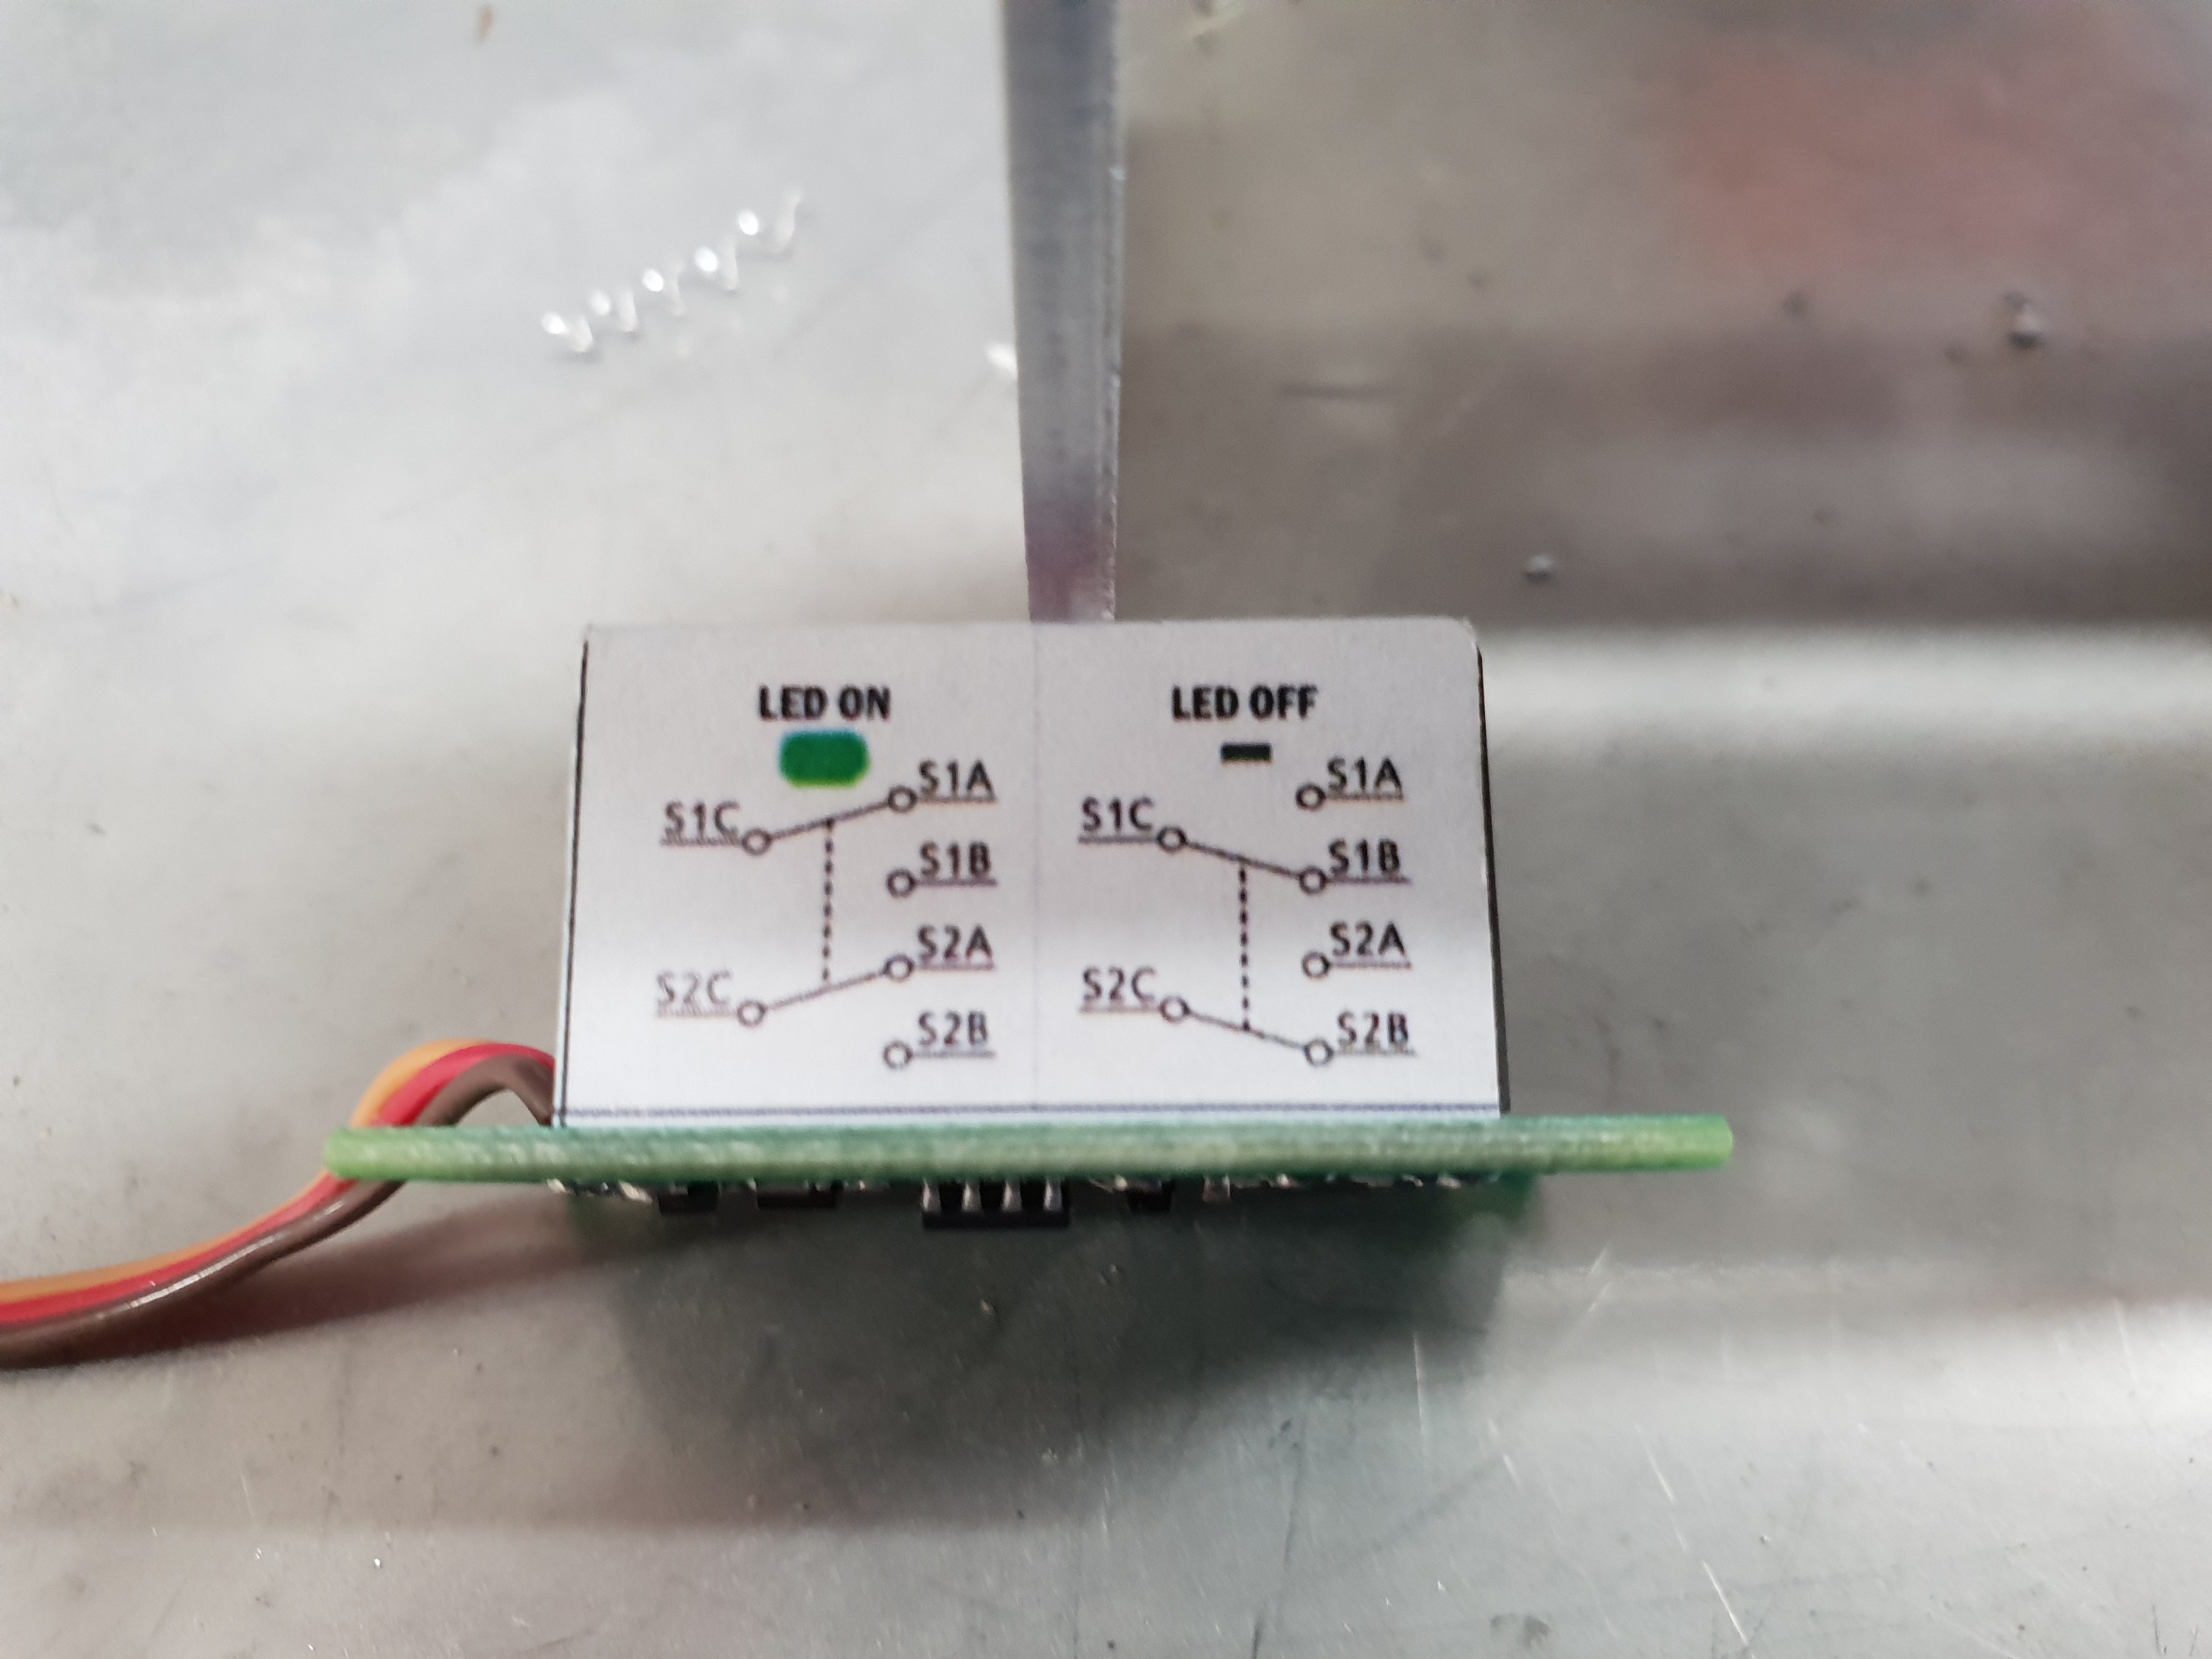 LED ON
S1C
S1A
S1B
S2C
S2A
S2B
LED OFF
S1A
S1C
S1B
S2A
S2C
S2B